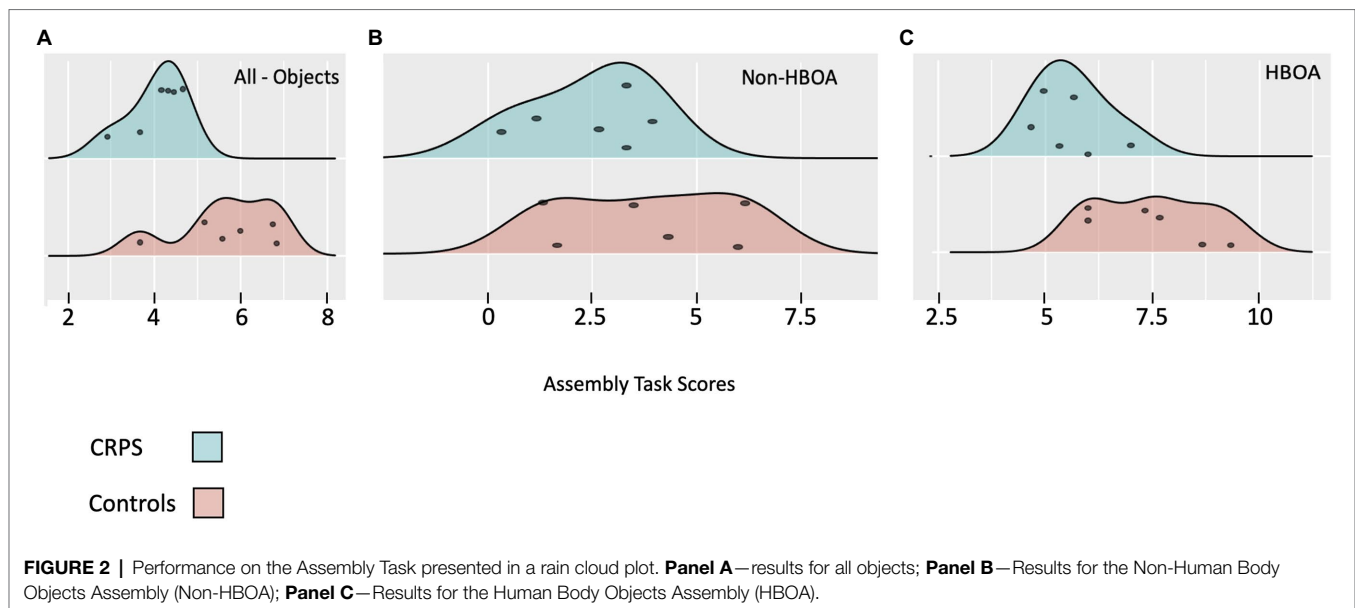 A
B
C
All - Objects
Non-HBOA
HBOA
2 4 6 8
0 2.5 5 7.5
2.5 5 7.5 10
Assembly Task Scores
CRPS
Controls
FIGURE 2 | Performance on the Assembly Task presented in a rain cloud plot. Panel A—results for all objects; Panel B—Results for the Non-Human Body
Objects Assembly (Non-HBOA); Panel C—Results for the Human Body Objects Assembly (HBOA).